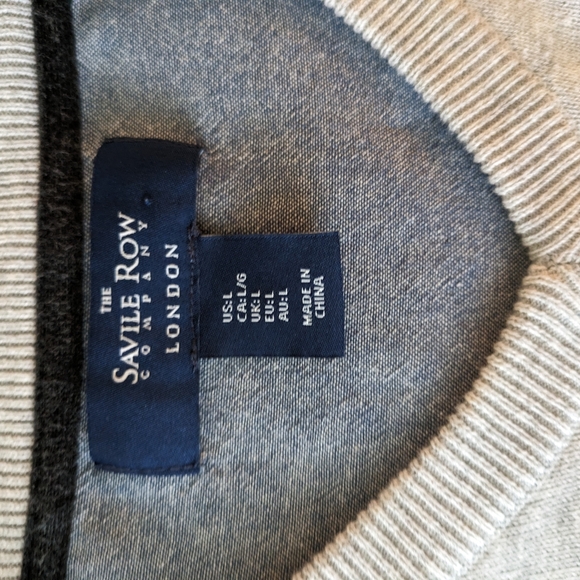 THE
SAVILE ROW
COMPANY
LONDON
US:L
CA:L/G
UK:L
EU:L
AU:L
MADE IN
CHINA